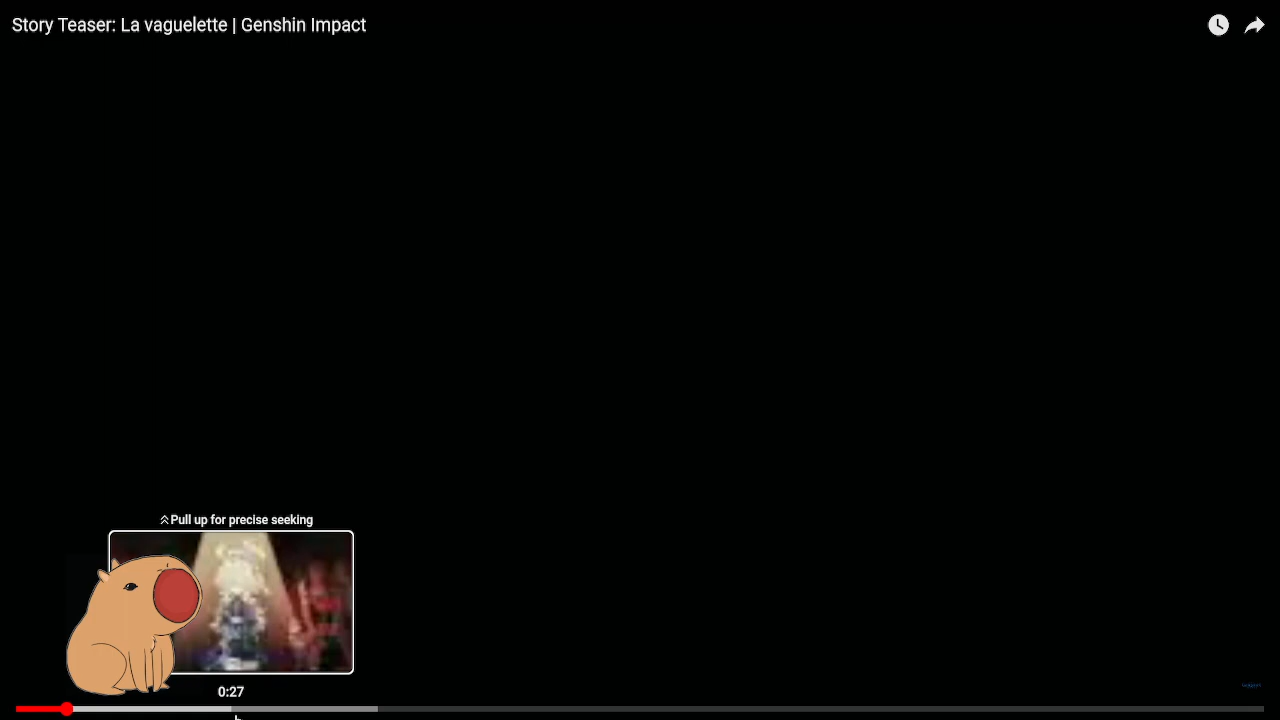 Story Teaser: La vaguelette | Genshin Impact
Pull up for precise seeking
0:27